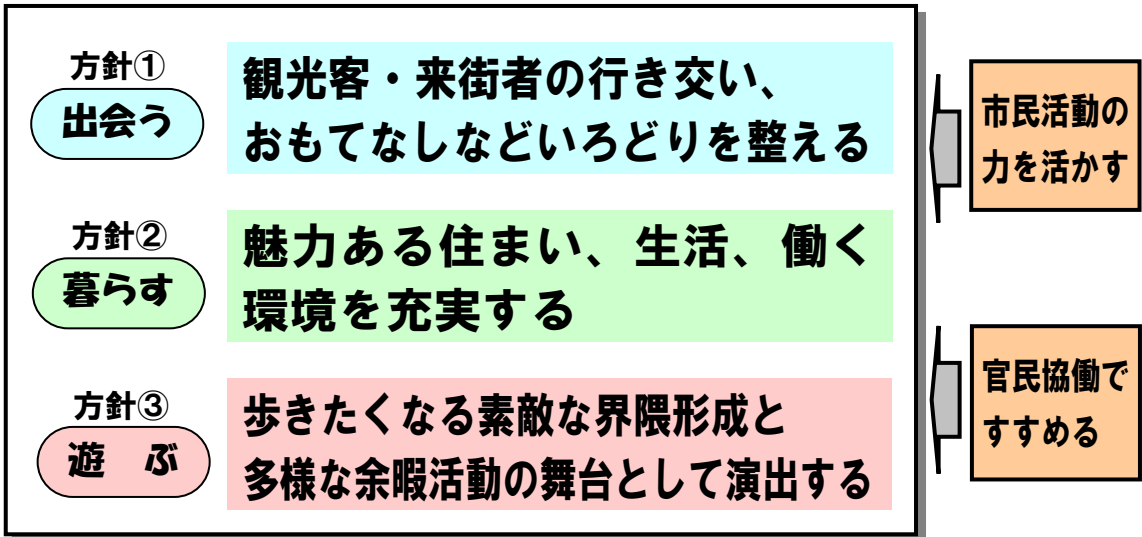 方針①
出会う
観光客・来街者の行き交い、
おもてなしなどいろどりを整える
方針②
暮らす
魅力ある住まい、生活、働く
環境を充実する
方針③
遊　ぶ
歩きたくなる素敵な界隈形成と
多様な余暇活動の舞台として演出する
市民活動の
力を活かす
官民協働で
すすめる